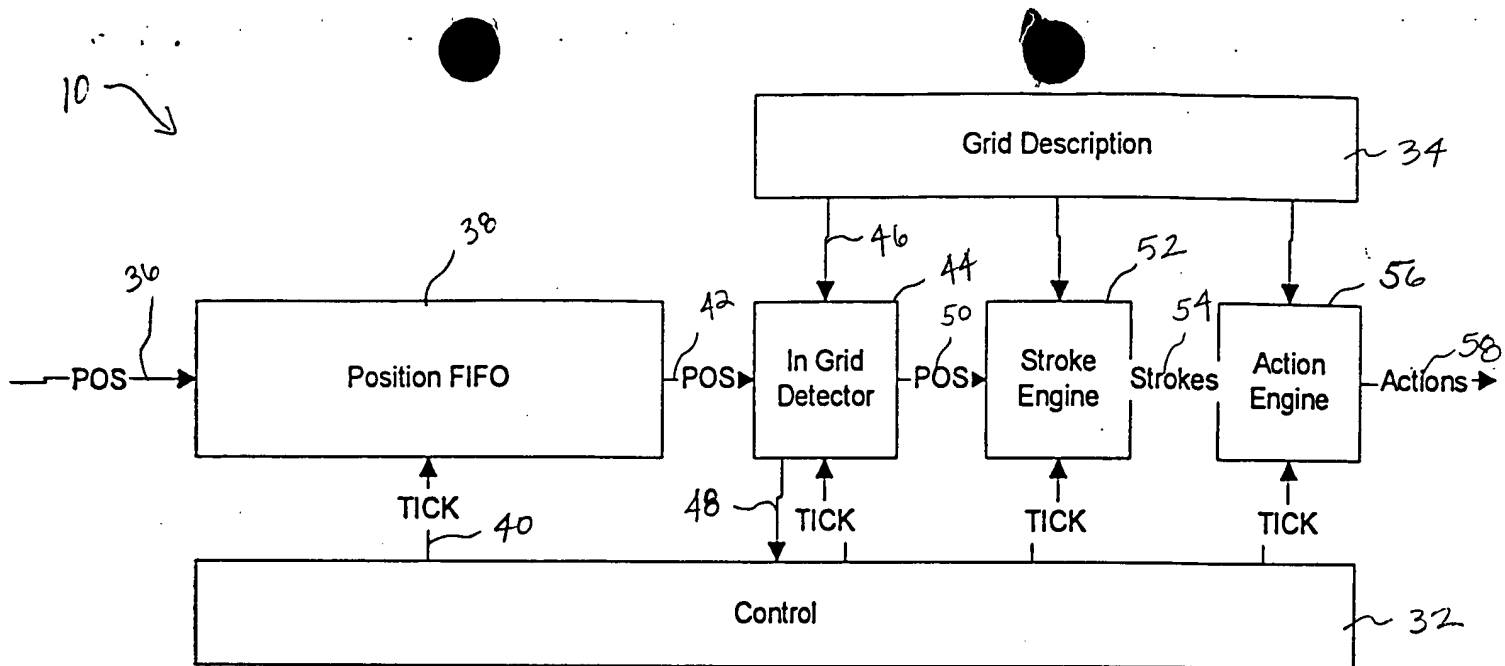 10
Grid Description
34
36
38
42
46
44
50
52
54
56
58
POS
Position FIFO
POS
In Grid
Detector
POS
Stroke
Engine
Strokes
Action
Engine
Actions
TICK
40
48
TICK
TICK
TICK
Control
32